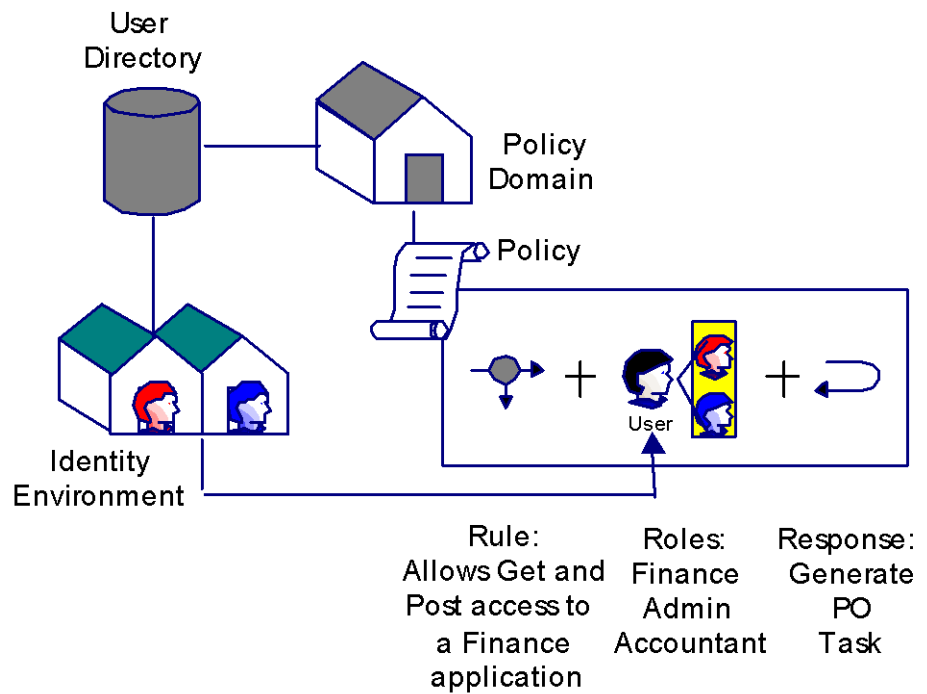 User
Directory
Policy
Domain
Policy
User
Identity
Environment
Rule:
Allows Get and
Post access to
a Finance
application
Roles:
Finance
Admin
Accountant
Response:
Generate
PO
Task